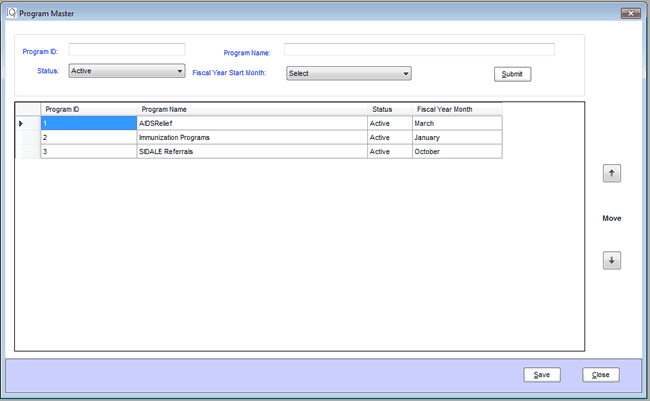 Program Master
Program ID: Program Name:
Status: Active Fiscal Year Start Month: Select Submit
Program ID Program Name Status Fiscal Year Month
1 AIDSRelief Active March
2 Immunization Programs Active January
3 SIDALE Referrals Active October
Move
Save Close